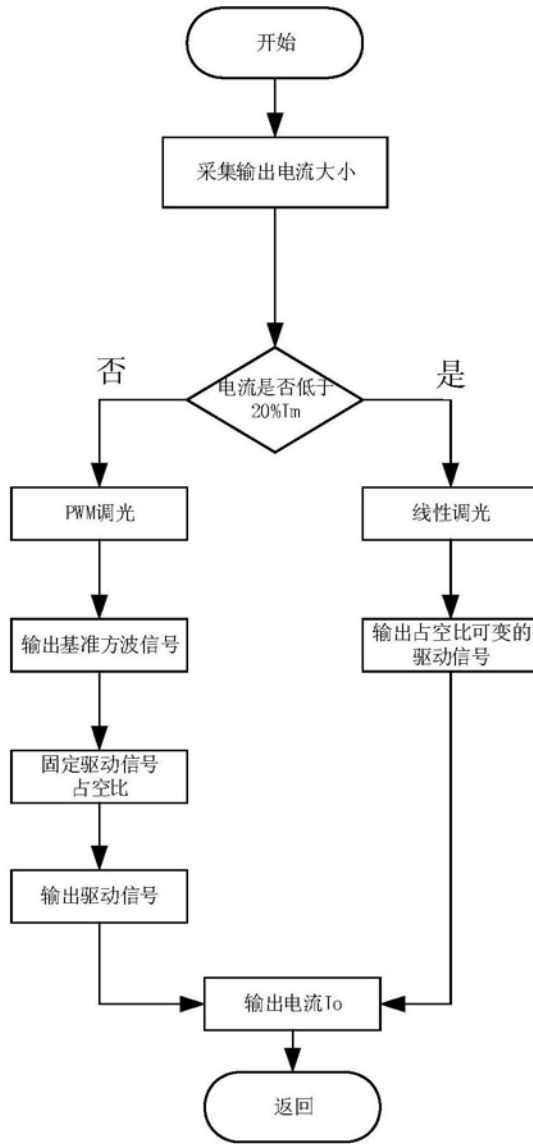 开始
采集输出电流大小
否
是
电流是否低于
20%Tm
PWM调光
线性调光
输出基准方波信号
输出占空比可变的
驱动信号
固定驱动信号
占空比
输出驱动信号
输出电流To
返回